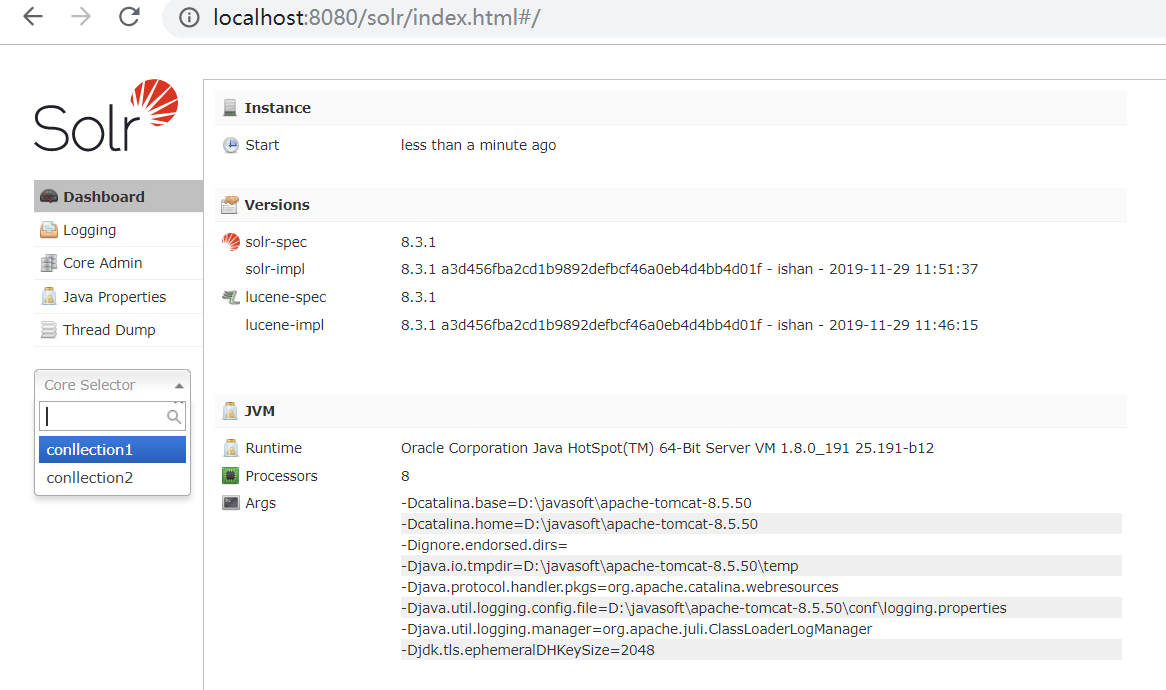 localhost:8080/solr/index.html#/
Solr
Dashboard
Logging
Core Admin
Java Properties
Thread Dump
Core Selector
conllection1
conllection2
Instance
Start less than a minute ago
Versions
solr-spec 8.3.1
solr-impl 8.3.1 a3d456fba2cd1b9892defbcf46a0eb4d4bb4d01f - ishan - 2019-11-29 11:51:37
lucene-spec 8.3.1
lucene-impl 8.3.1 a3d456fba2cd1b9892defbcf46a0eb4d4bb4d01f - ishan - 2019-11-29 11:46:15
JVM
Runtime Oracle Corporation Java HotSpot(TM) 64-Bit Server VM 1.8.0_191 25.191-b12
Processors 8
Args -Dcatalina.base=D:\javasoft\apache-tomcat-8.5.50
-Dcatalina.home=D:\javasoft\apache-tomcat-8.5.50
-Dignore.endorsed.dirs=
-Djava.io.tmpdir=D:\javasoft\apache-tomcat-8.5.50\temp
-Djava.protocol.handler.pkgs=org.apache.catalina.webresources
-Djava.util.logging.config.file=D:\javasoft\apache-tomcat-8.5.50\conf\logging.properties
-Djava.util.logging.manager=org.apache.juli.ClassLoaderLogManager
-Djdk.tls.ephemeralDHKeySize=2048